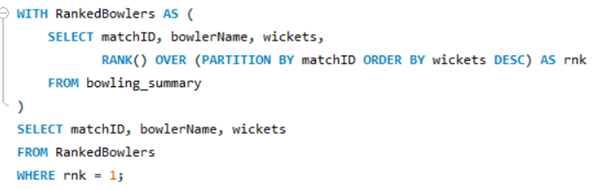 WITH RankedBowlers AS (
    SELECT matchID, bowlerName, wickets,
           RANK() OVER (PARTITION BY matchID ORDER BY wickets DESC) AS rnk
    FROM bowling_summary
)
SELECT matchID, bowlerName, wickets
FROM RankedBowlers
WHERE rnk = 1;